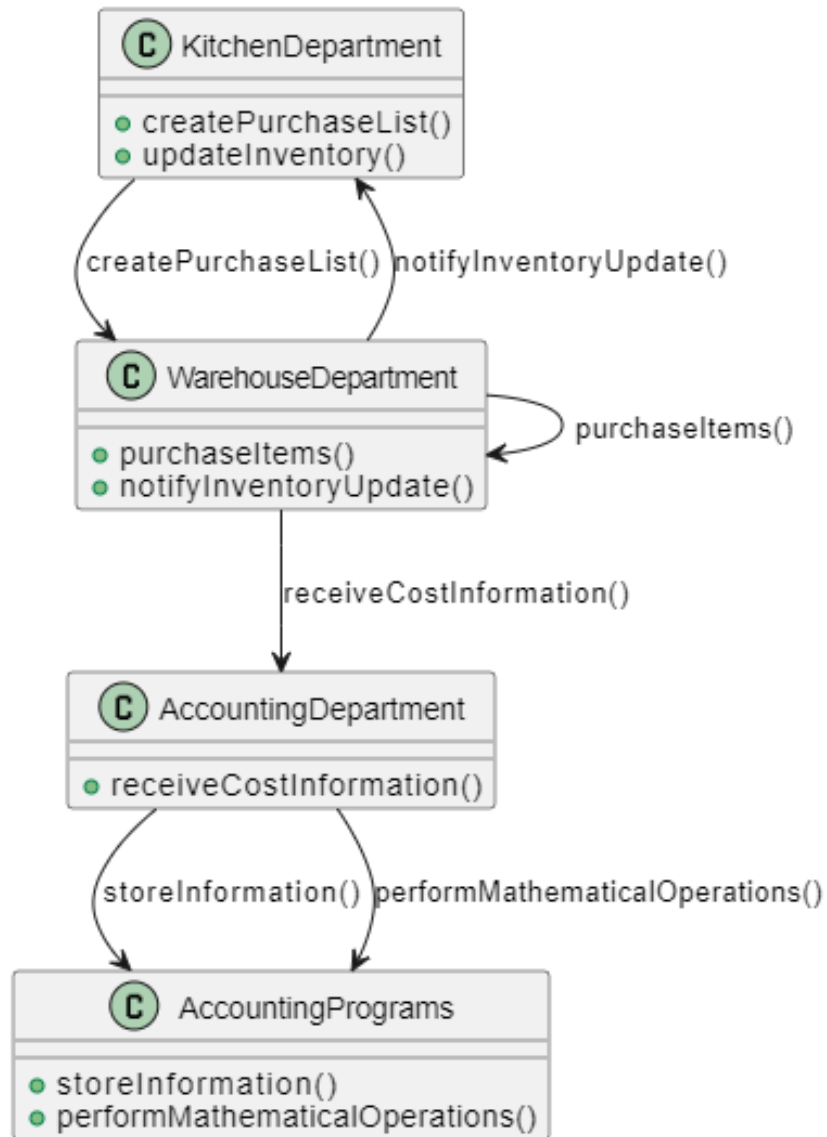 C KitchenDepartment
createPurchaseList()
updateInventory()
createPurchaseList() notifyInventoryUpdate()
C WarehouseDepartment
purchaseItems()
purchaseItems()
notifyInventoryUpdate()
receiveCostInformation()
C AccountingDepartment
receiveCostInformation()
storeInformation() performMathematicalOperations()
C AccountingPrograms
storeInformation()
performMathematicalOperations()